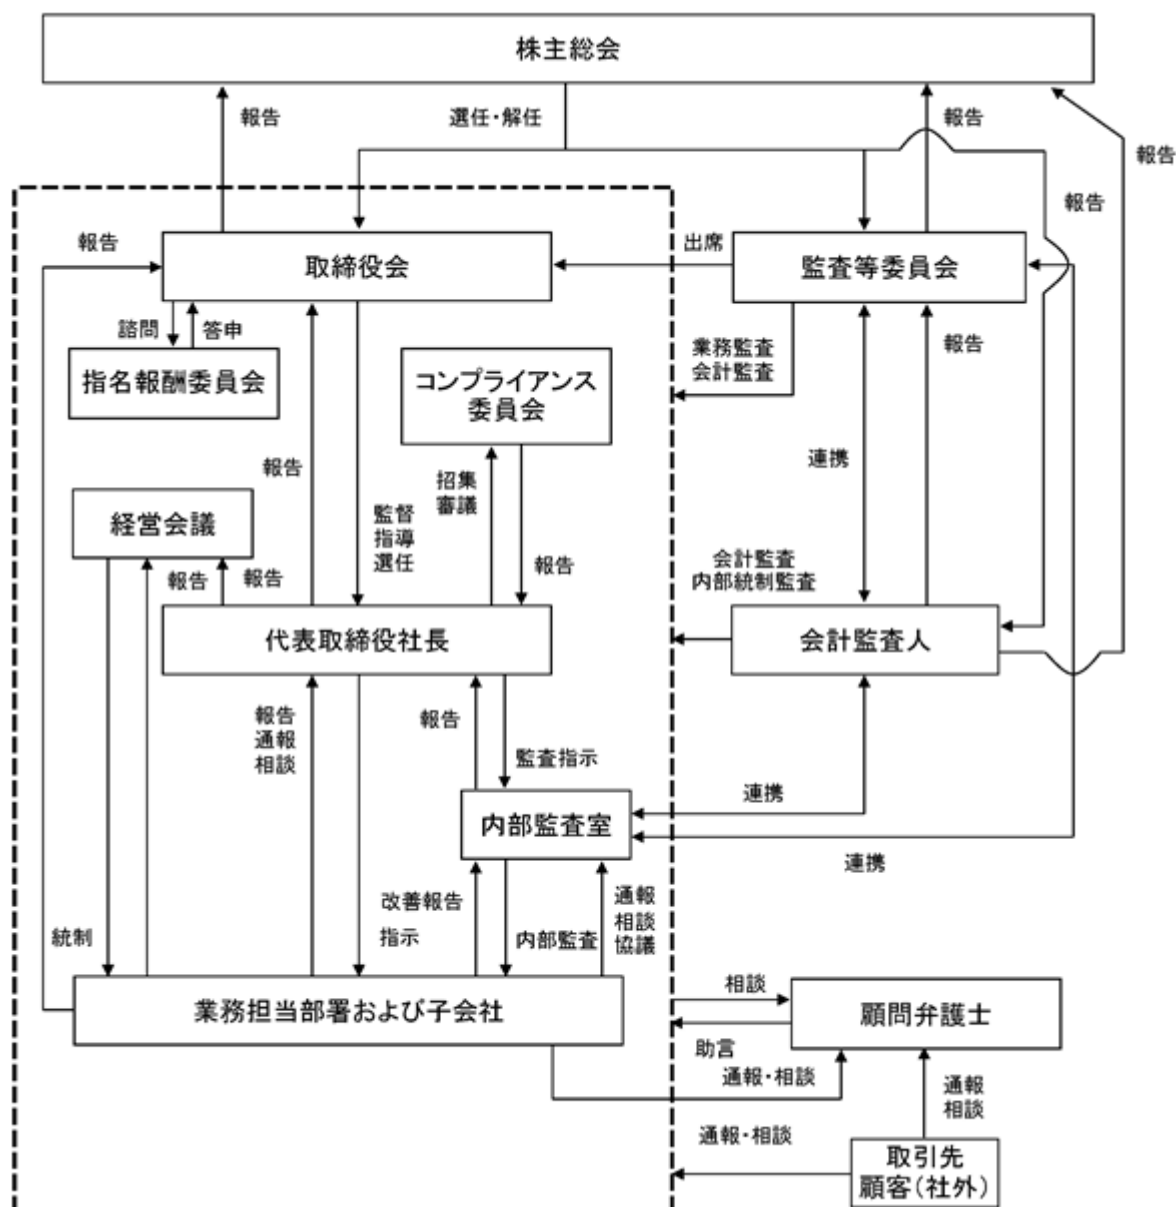 株主総会
報告
選任・解任
報告
報告
報告
報告
取締役会
出席
監査等委員会
諮問
答申
指名報酬委員会
コンプライアンス
委員会
業務監査
会計監査
報告
報告
招集
審議
連携
経営会議
監督
指導
選任
報告
報告
報告
会計監査
内部統制監査
代表取締役社長
会計監査人
報告
通報
相談
報告
監査指示
内部監査室
連携
連携
統制
改善報告
指示
内部監査
通報
相談
協議
業務担当部署および子会社
相談
顧問弁護士
助言
通報・相談
通報
相談
通報・相談
取引先
顧客(社外)